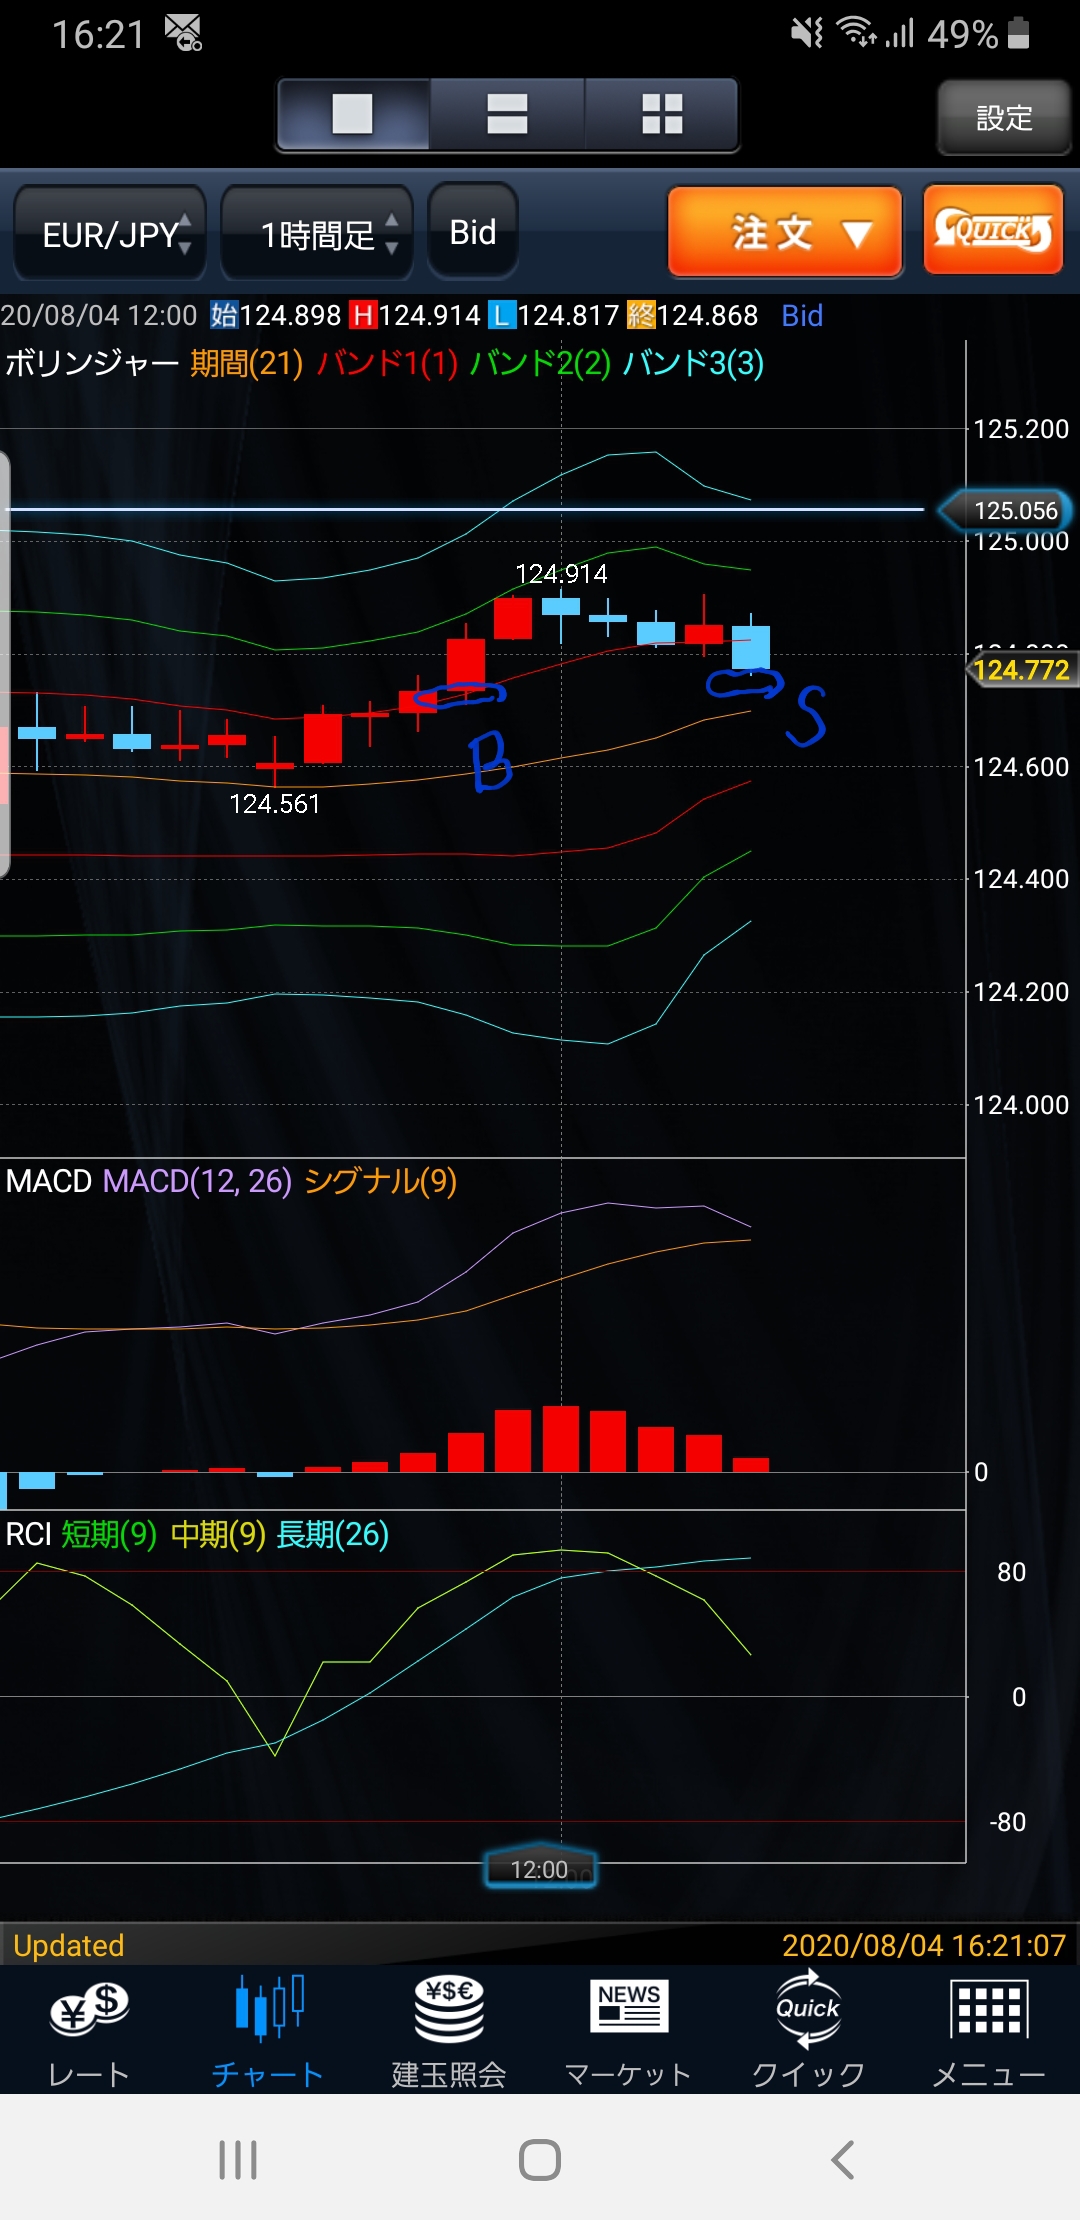 16:21 49%
設定
EUR/JPY 1時間足 Bid 注文 ▼ QUICK
20/08/04 12:00 始124.898 H124.914 L124.817 終124.868 Bid
ボリンジャー 期間(21) バンド1(1) バンド2(2) バンド3(3)
125.200
125.056
125.000
124.914
124.772
B S
124.600
124.561
124.400
124.200
124.000
MACD MACD(12, 26) シグナル(9)
0
RCI 短期(9) 中期(9) 長期(26)
80
0
-80
12:00
Updated 2020/08/04 16:21:07
¥$ ¥$€ NEWS Quick
レート チャート 建玉照会 マーケット クイック メニュー